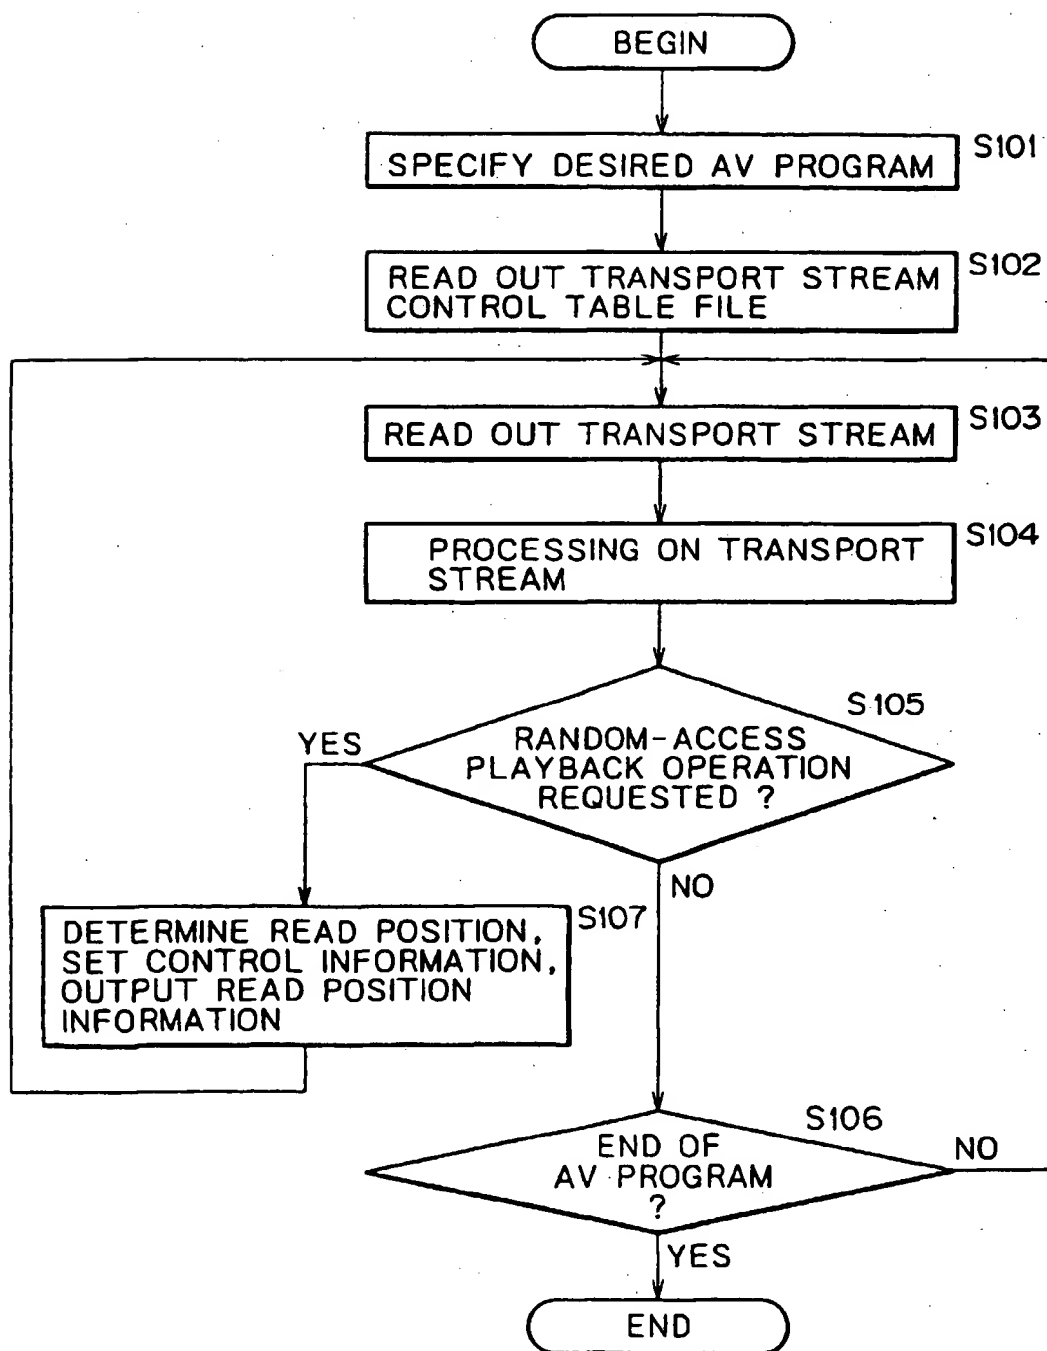 BEGIN
S101
SPECIFY DESIRED AV PROGRAM
S102
READ OUT TRANSPORT STREAM
CONTROL TABLE FILE
S103
READ OUT TRANSPORT STREAM
S104
PROCESSING ON TRANSPORT
STREAM
S105
YES
RANDOM-ACCESS
PLAYBACK OPERATION
REQUESTED ?
NO
S107
DETERMINE READ POSITION,
SET CONTROL INFORMATION,
OUTPUT READ POSITION
INFORMATION
S106
END OF
AV PROGRAM
?
NO
YES
END